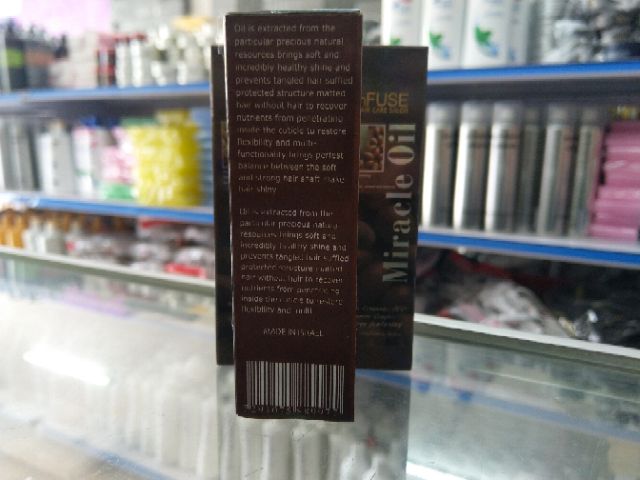 Oil is extracted from the
particular precious natural
resources brings soft and
incredibly healthy shine and
prevents tangled hair suffled
protected structure matted
hair without hair to recover
nutrients from penetrating
inside the cuticle to restore
flexibility and multi-
functionality brings perfest
balance between the soft
and strong hair shaft make
hair shiny
Oil is extracted from the
particular precious natural
resources brings soft and
incredibly healthy shine and
prevents tangled hair suffled
protected structure matted
hair without hair to recover
nutrients from penetrating
inside the cuticle to restore
flexibility and multi
MADE IN ISRAEL
FUSE
Miracle Oil